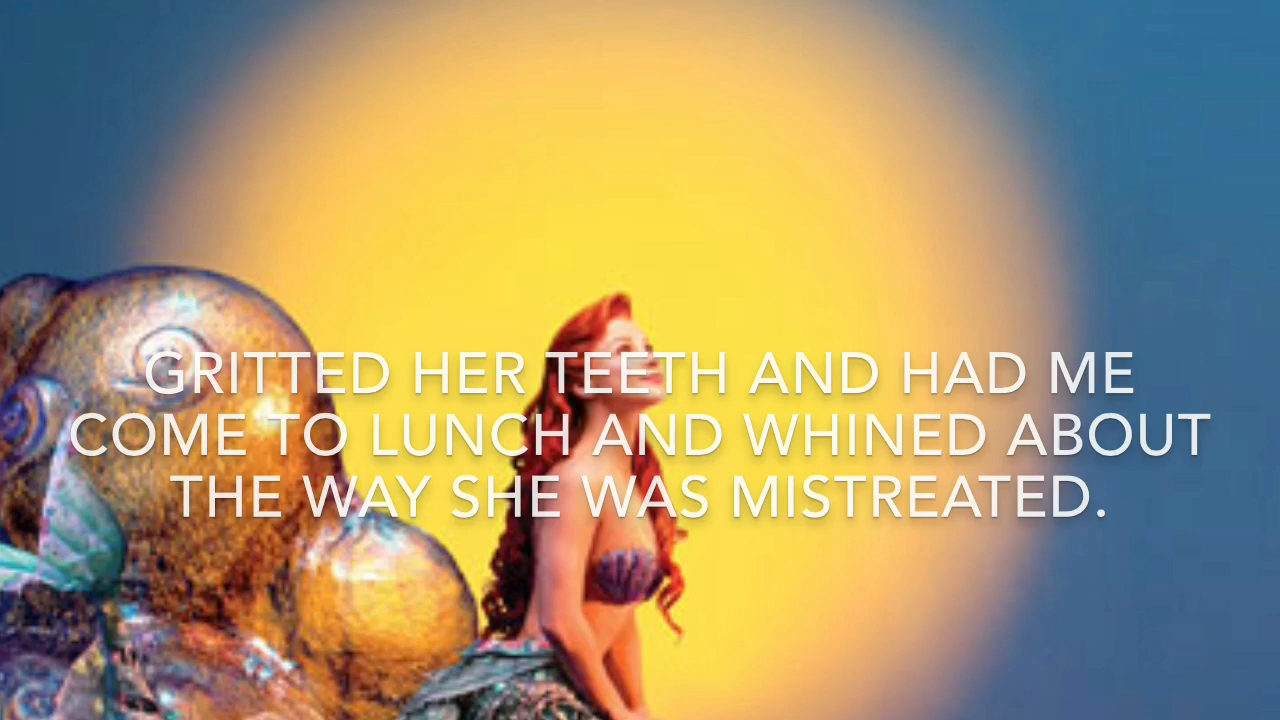 GRITTED HER TEETH AND HAD ME
COME TO LUNCH AND WHINED ABOUT
THE WAY SHE WAS MISTREATED.